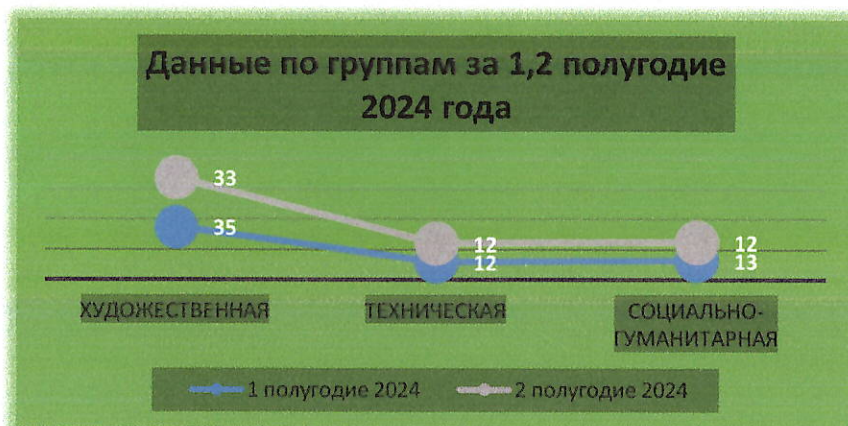 Данные по группам за 1,2 полугодие
2024 года
33
35
12
12
12
13
ХУДОЖЕСТВЕННАЯ
ТЕХНИЧЕСКАЯ
СОЦИАЛЬНО-
ГУМАНИТАРНАЯ
1 полугодие 2024
2 полугодие 2024